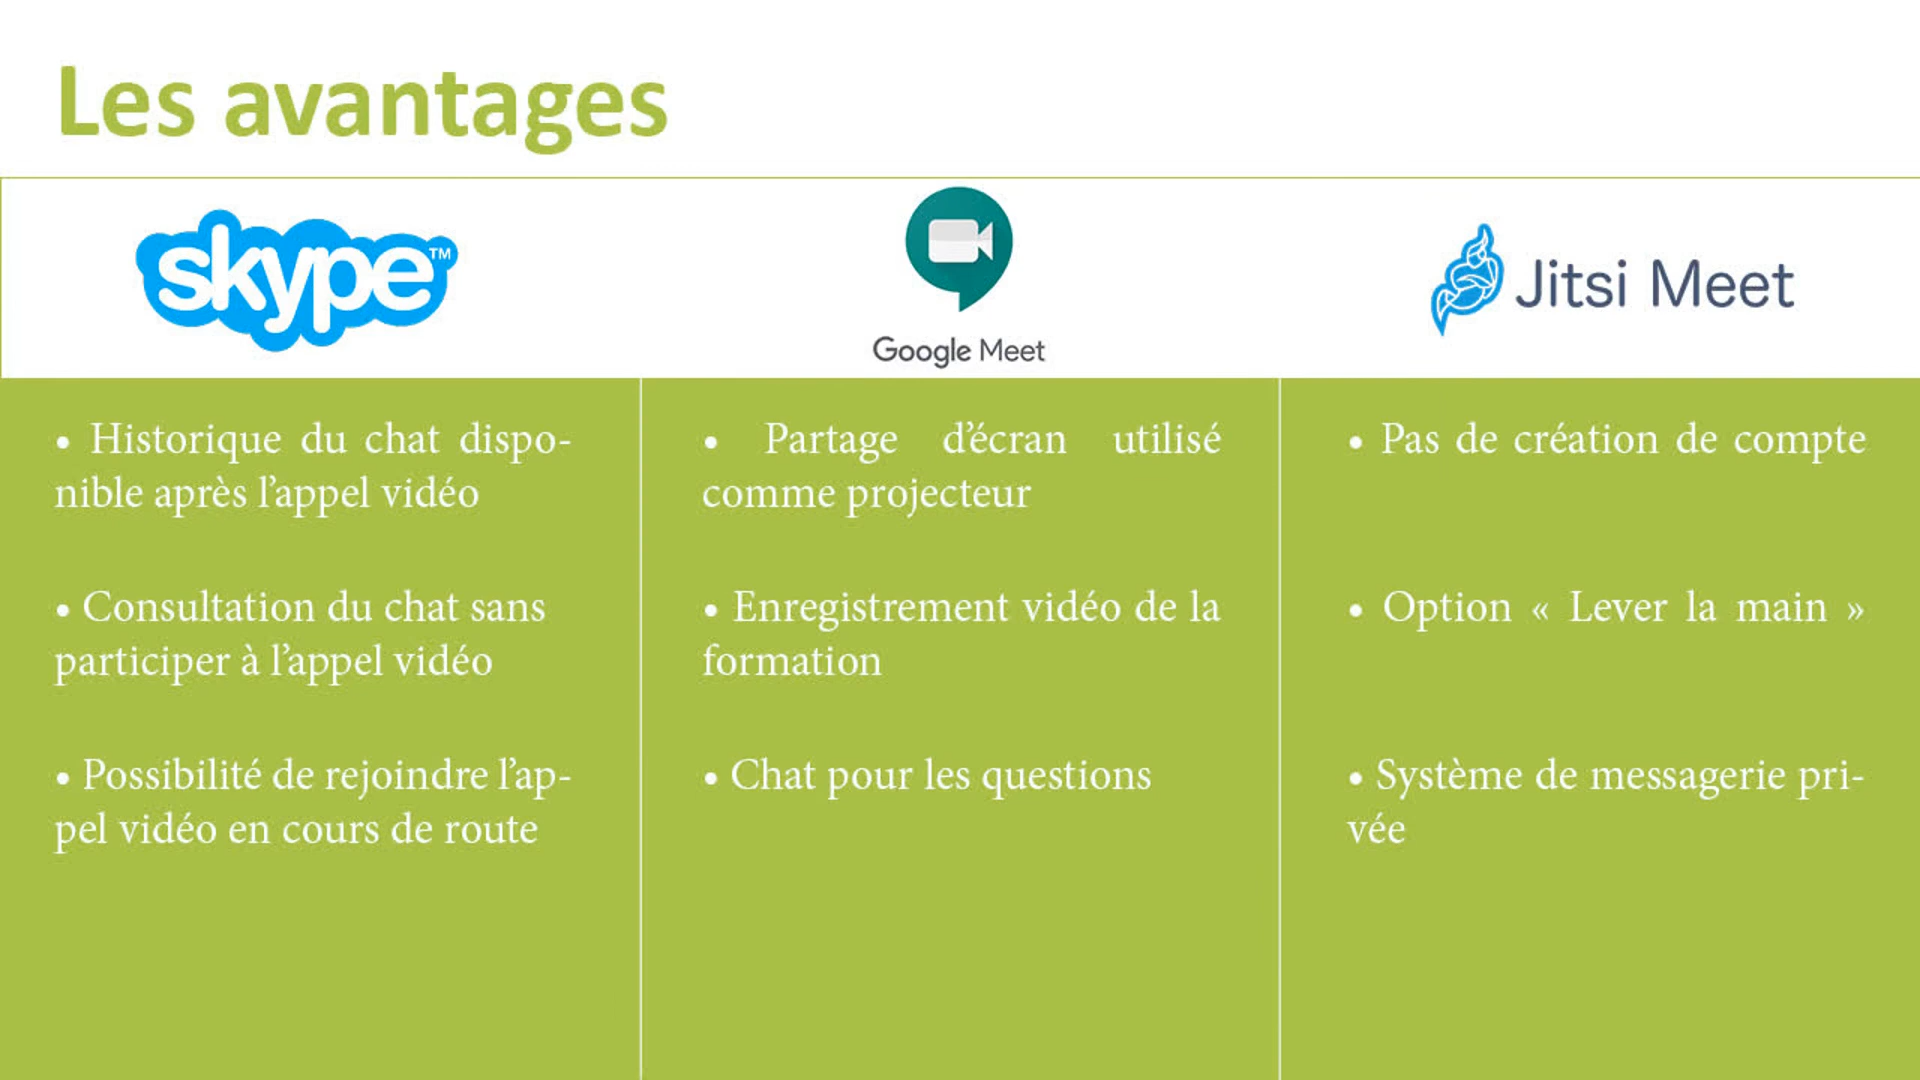 Les avantages
skype™
Google Meet
Jitsi Meet
• Historique du chat dispo-
nible après l’appel vidéo
• Consultation du chat sans
participer à l’appel vidéo
• Possibilité de rejoindre l’ap-
pel vidéo en cours de route
• Partage d’écran utilisé
comme projecteur
• Enregistrement vidéo de la
formation
• Chat pour les questions
• Pas de création de compte
• Option « Lever la main »
• Système de messagerie pri-
vée